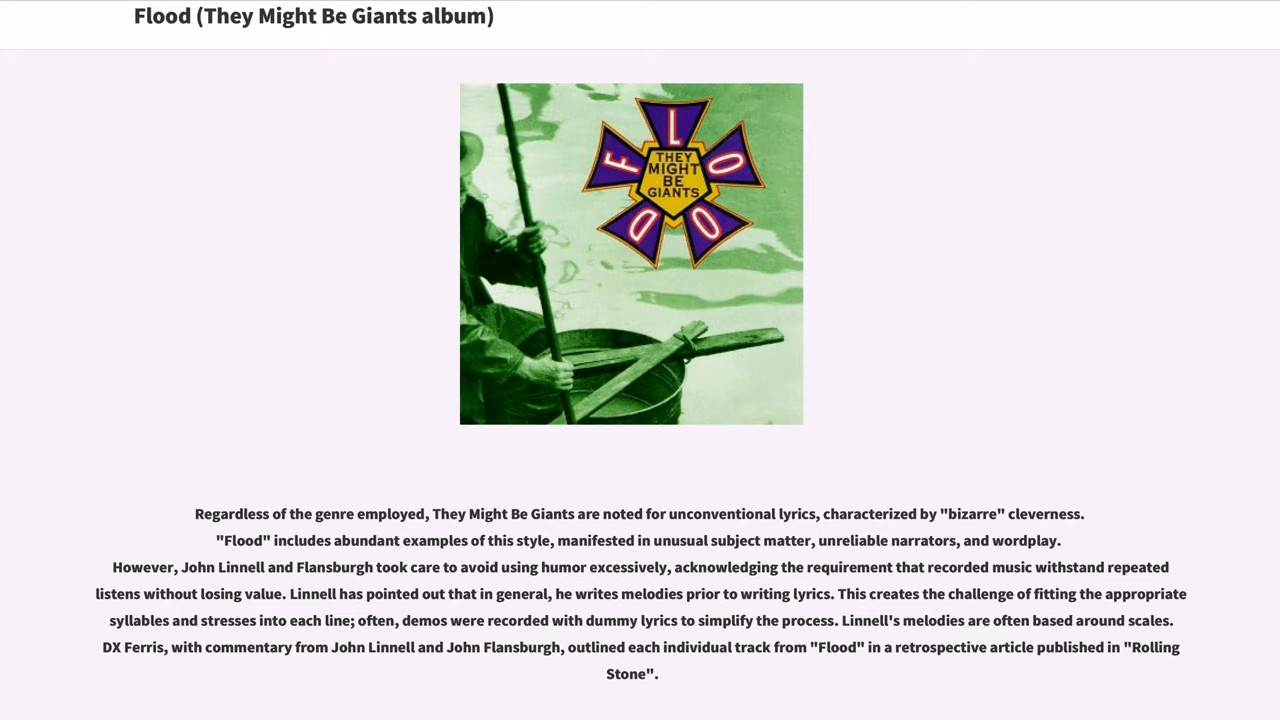 Flood (They Might Be Giants album)
FLOOD
THEY
MIGHT
BE
GIANTS
Regardless of the genre employed, They Might Be Giants are noted for unconventional lyrics, characterized by "bizarre" cleverness.
"Flood" includes abundant examples of this style, manifested in unusual subject matter, unreliable narrators, and wordplay.
However, John Linnell and Flansburgh took care to avoid using humor excessively, acknowledging the requirement that recorded music withstand repeated
listens without losing value. Linnell has pointed out that in general, he writes melodies prior to writing lyrics. This creates the challenge of fitting the appropriate
syllables and stresses into each line; often, demos were recorded with dummy lyrics to simplify the process. Linnell's melodies are often based around scales.
DX Ferris, with commentary from John Linnell and John Flansburgh, outlined each individual track from "Flood" in a retrospective article published in "Rolling
Stone".